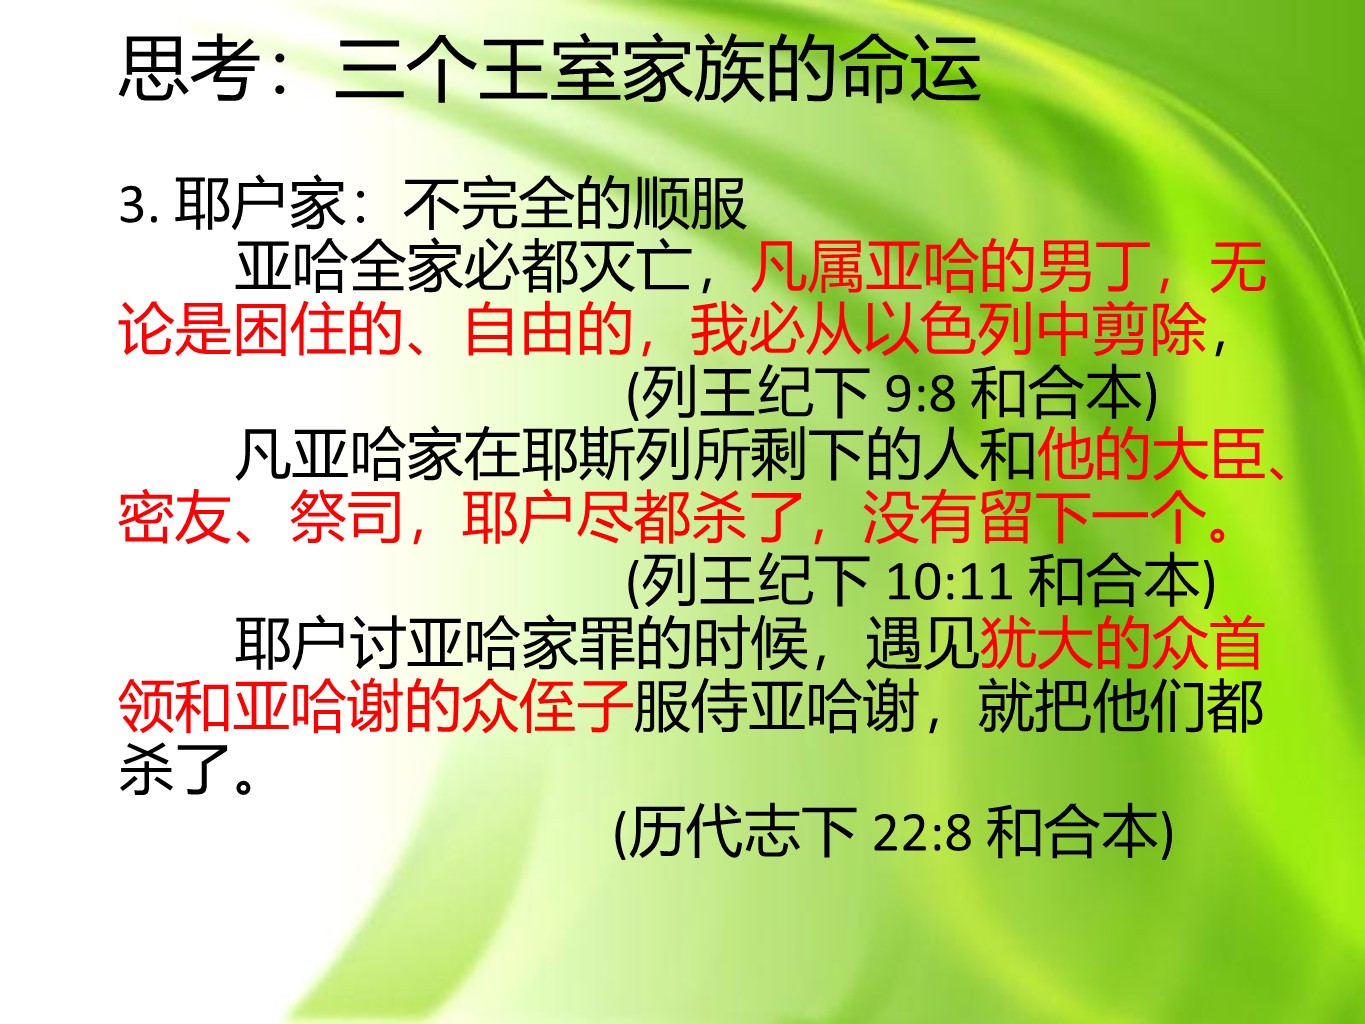 思考：三个王室家族的命运
3. 耶户家：不完全的顺服
亚哈全家必都灭亡，凡属亚哈的男丁，无
论是困住的、自由的，我必从以色列中剪除，
(列王纪下 9:8 和合本)
凡亚哈家在耶斯列所剩下的人和他的大臣、
密友、祭司，耶户尽都杀了，没有留下一个。
(列王纪下 10:11 和合本)
耶户讨亚哈家罪的时候，遇见犹大的众首
领和亚哈谢的众侄子服侍亚哈谢，就把他们都
杀了。
(历代志下 22:8 和合本)